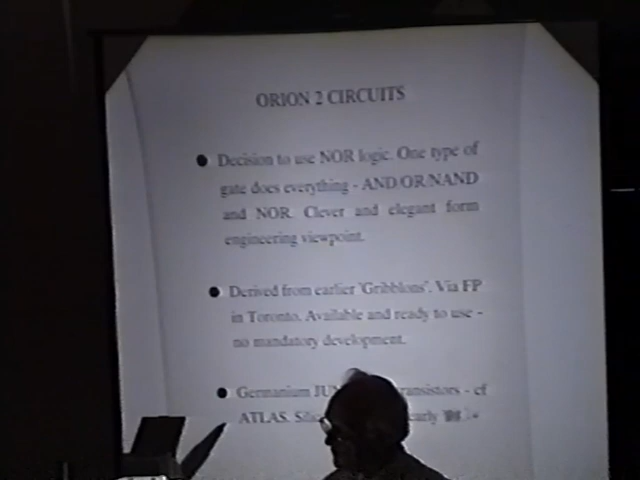 ORION 2 CIRCUITS
● Decision to use NOR logic. One type of
gate does everything - AND/OR/NAND
and NOR. Clever and elegant form
engineering viewpoint.
● Derived from earlier 'Gribblons'. Via FP
in Toronto. Available and ready to use -
no mandatory development.
● Germanium transistors - cf
ATLAS.